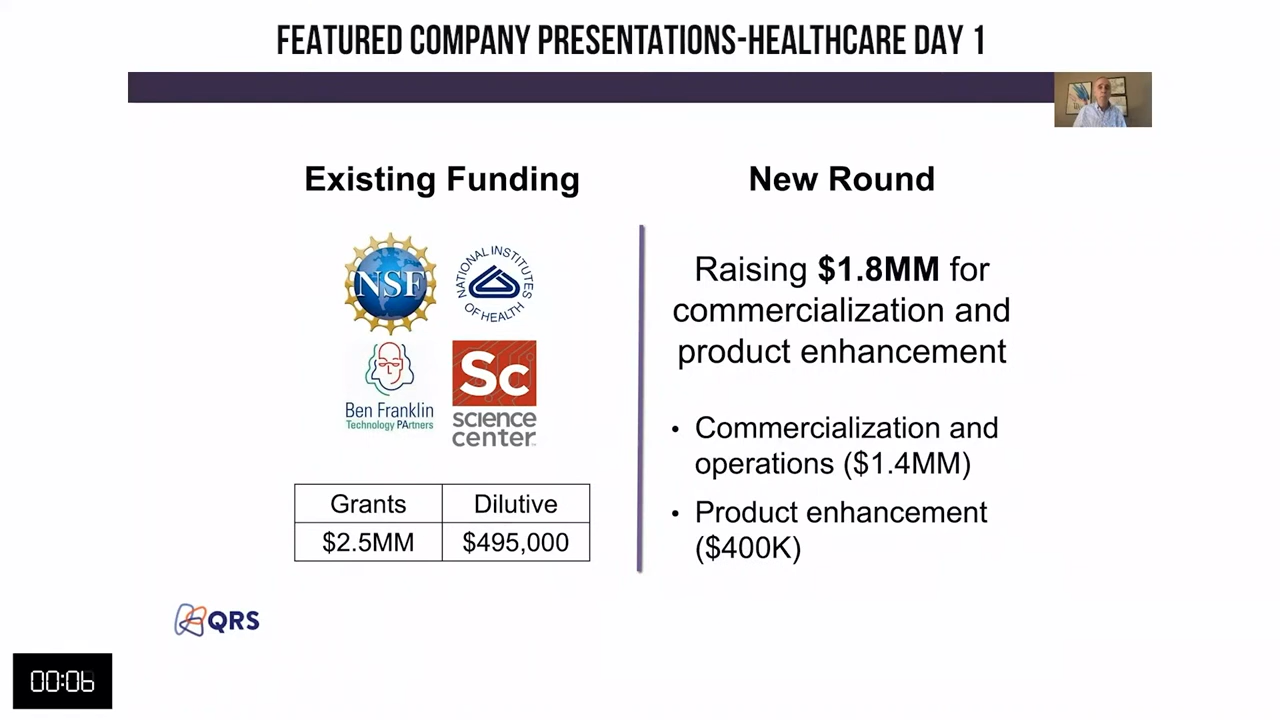 FEATURED COMPANY PRESENTATIONS-HEALTHCARE DAY 1
Existing Funding
NSF
NATIONAL INSTITUTES
OF HEALTH
Ben Franklin
Technology PArtners
Sc
science
center™
Grants Dilutive
$2.5MM $495,000
New Round
Raising $1.8MM for
commercialization and
product enhancement
• Commercialization and
operations ($1.4MM)
• Product enhancement
($400K)
QRS
00:06